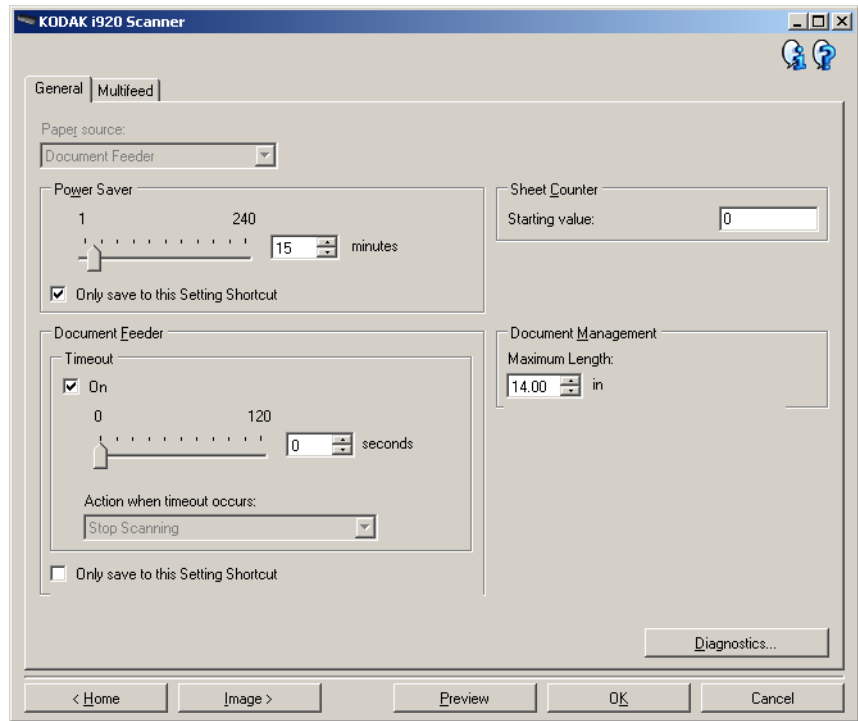 KODAK i920 Scanner
General
Multifeed
Paper source:
Document Feeder
Power Saver
1 240
15 minutes
Only save to this Setting Shortcut
Sheet Counter
Starting value: 0
Document Feeder
Timeout
On
0 120
0 seconds
Action when timeout occurs:
Stop Scanning
Only save to this Setting Shortcut
Document Management
Maximum Length:
14.00 in
Diagnostics...
< Home
Image >
Preview
OK
Cancel